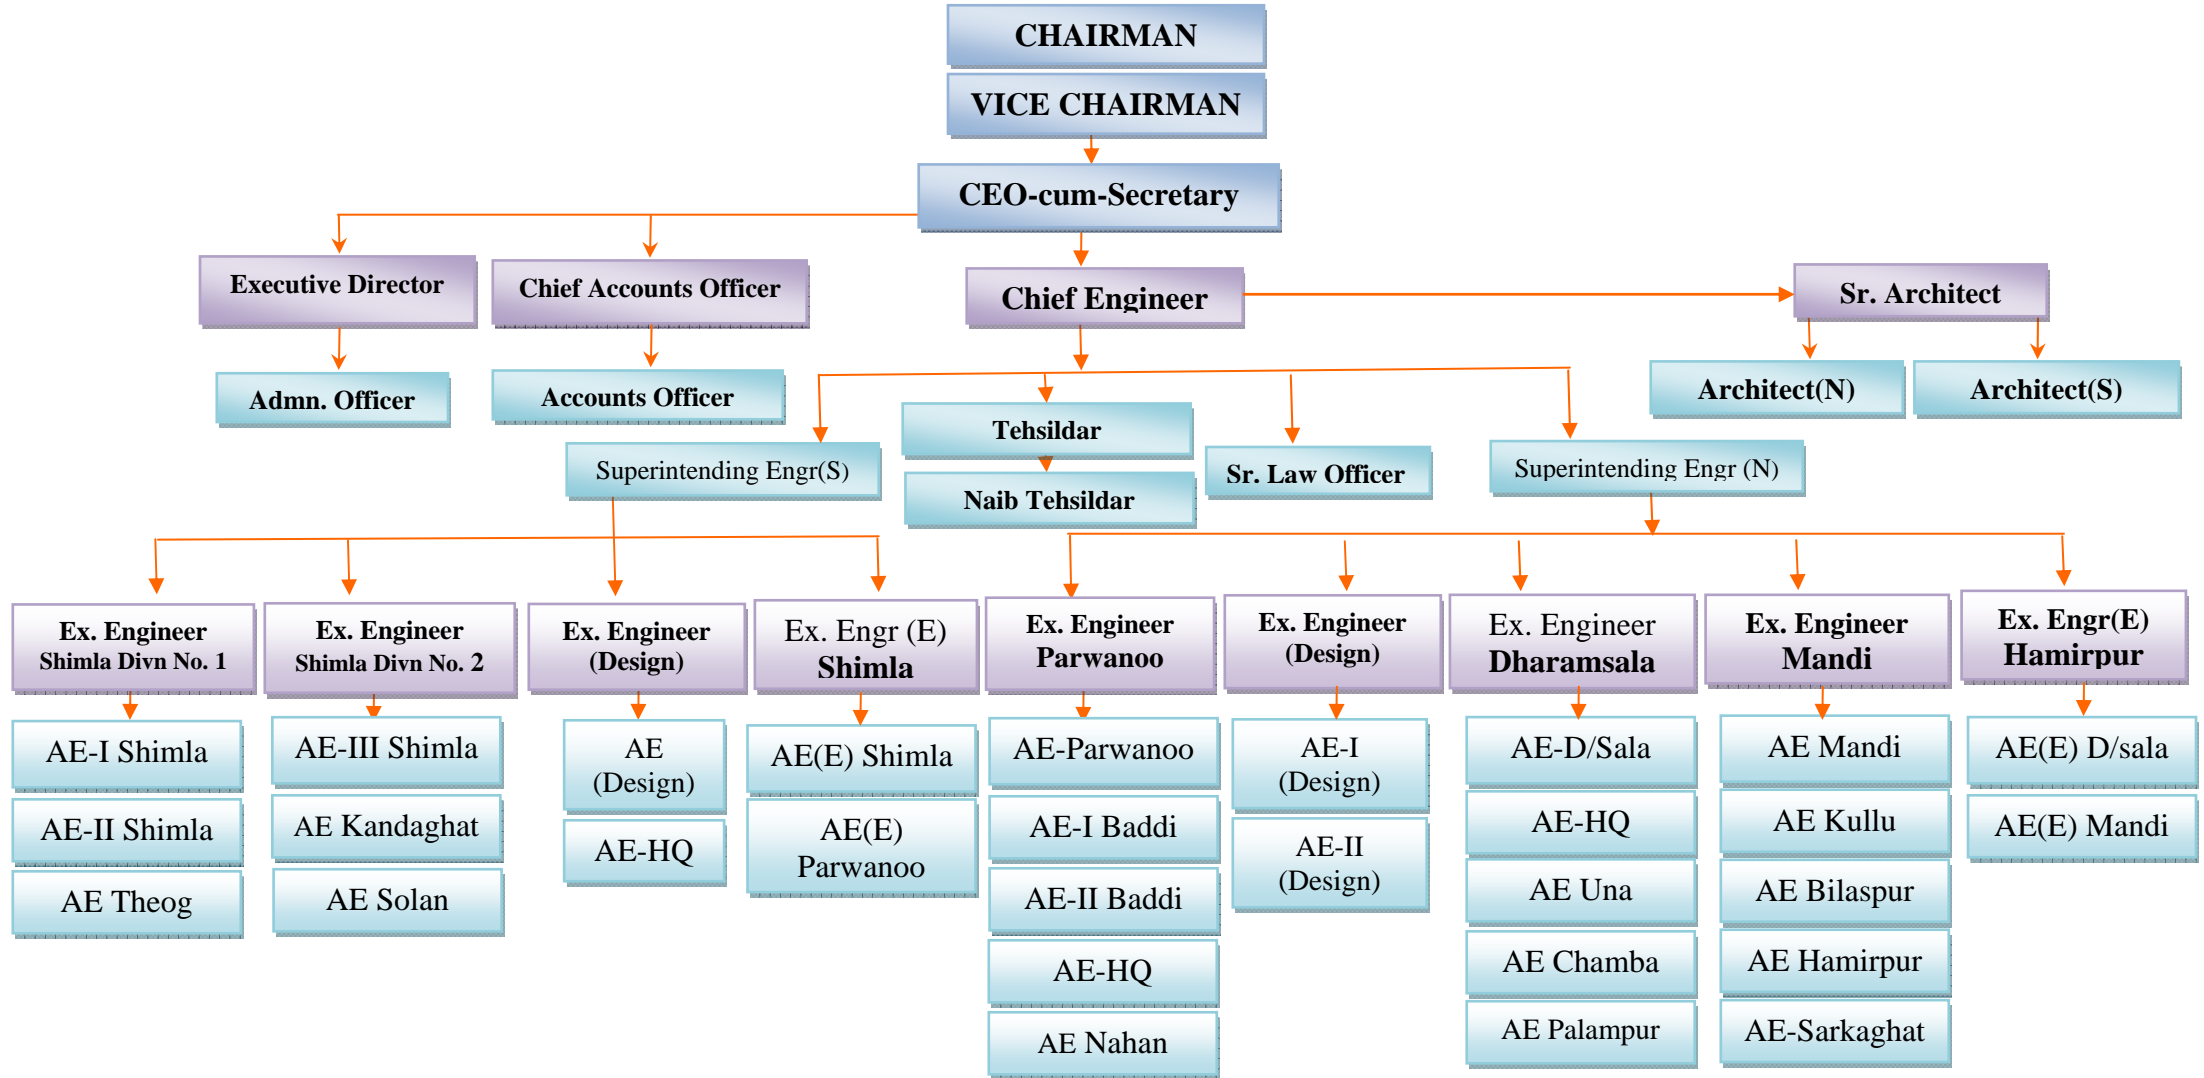 CHAIRMAN
VICE CHAIRMAN
CEO-cum-Secretary
Executive Director
Chief Accounts Officer
Chief Engineer
Sr. Architect
Admn. Officer
Accounts Officer
Architect(N)
Architect(S)
Tehsildar
Superintending Engr(S)
Naib Tehsildar
Sr. Law Officer
Superintending Engr (N)
Ex. Engineer
Shimla Divn No. 1
Ex. Engineer
Shimla Divn No. 2
Ex. Engineer
(Design)
Ex. Engr (E)
Shimla
Ex. Engineer
Parwanoo
Ex. Engineer
(Design)
Ex. Engineer
Dharamsala
Ex. Engineer
Mandi
Ex. Engr(E)
Hamirpur
AE-I Shimla
AE-II Shimla
AE Theog
AE-III Shimla
AE Kandaghat
AE Solan
AE
(Design)
AE-HQ
AE(E) Shimla
AE(E)
Parwanoo
AE-Parwanoo
AE-I Baddi
AE-II Baddi
AE-HQ
AE Nahan
AE-I
(Design)
AE-II
(Design)
AE-D/Sala
AE-HQ
AE Una
AE Chamba
AE Palampur
AE Mandi
AE Kullu
AE Bilaspur
AE Hamirpur
AE-Sarkaghat
AE(E) D/sala
AE(E) Mandi